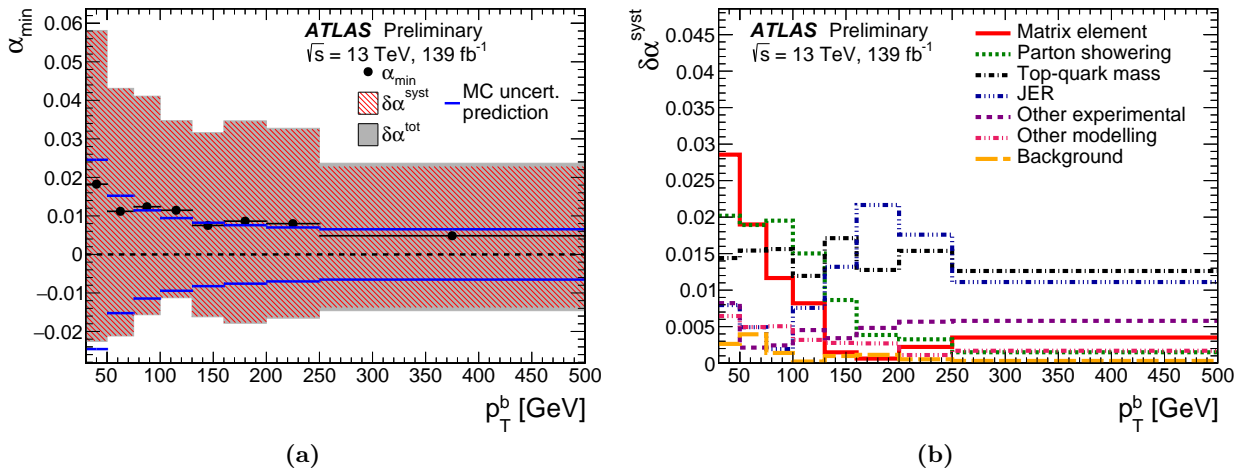 ATLAS Preliminary
√s = 13 TeV, 139 fb⁻¹
α_min
δα^syst
δα^tot
MC uncert.
prediction
α_min
0.06
0.05
0.04
0.03
0.02
0.01
0
−0.01
−0.02
50 100 150 200 250 300 350 400 450 500
p_T^b [GeV]
(a)
ATLAS Preliminary
√s = 13 TeV, 139 fb⁻¹
Matrix element
Parton showering
Top-quark mass
JER
Other experimental
Other modelling
Background
δα^syst
0.045
0.04
0.035
0.03
0.025
0.02
0.015
0.01
0.005
0
50 100 150 200 250 300 350 400 450 500
p_T^b [GeV]
(b)